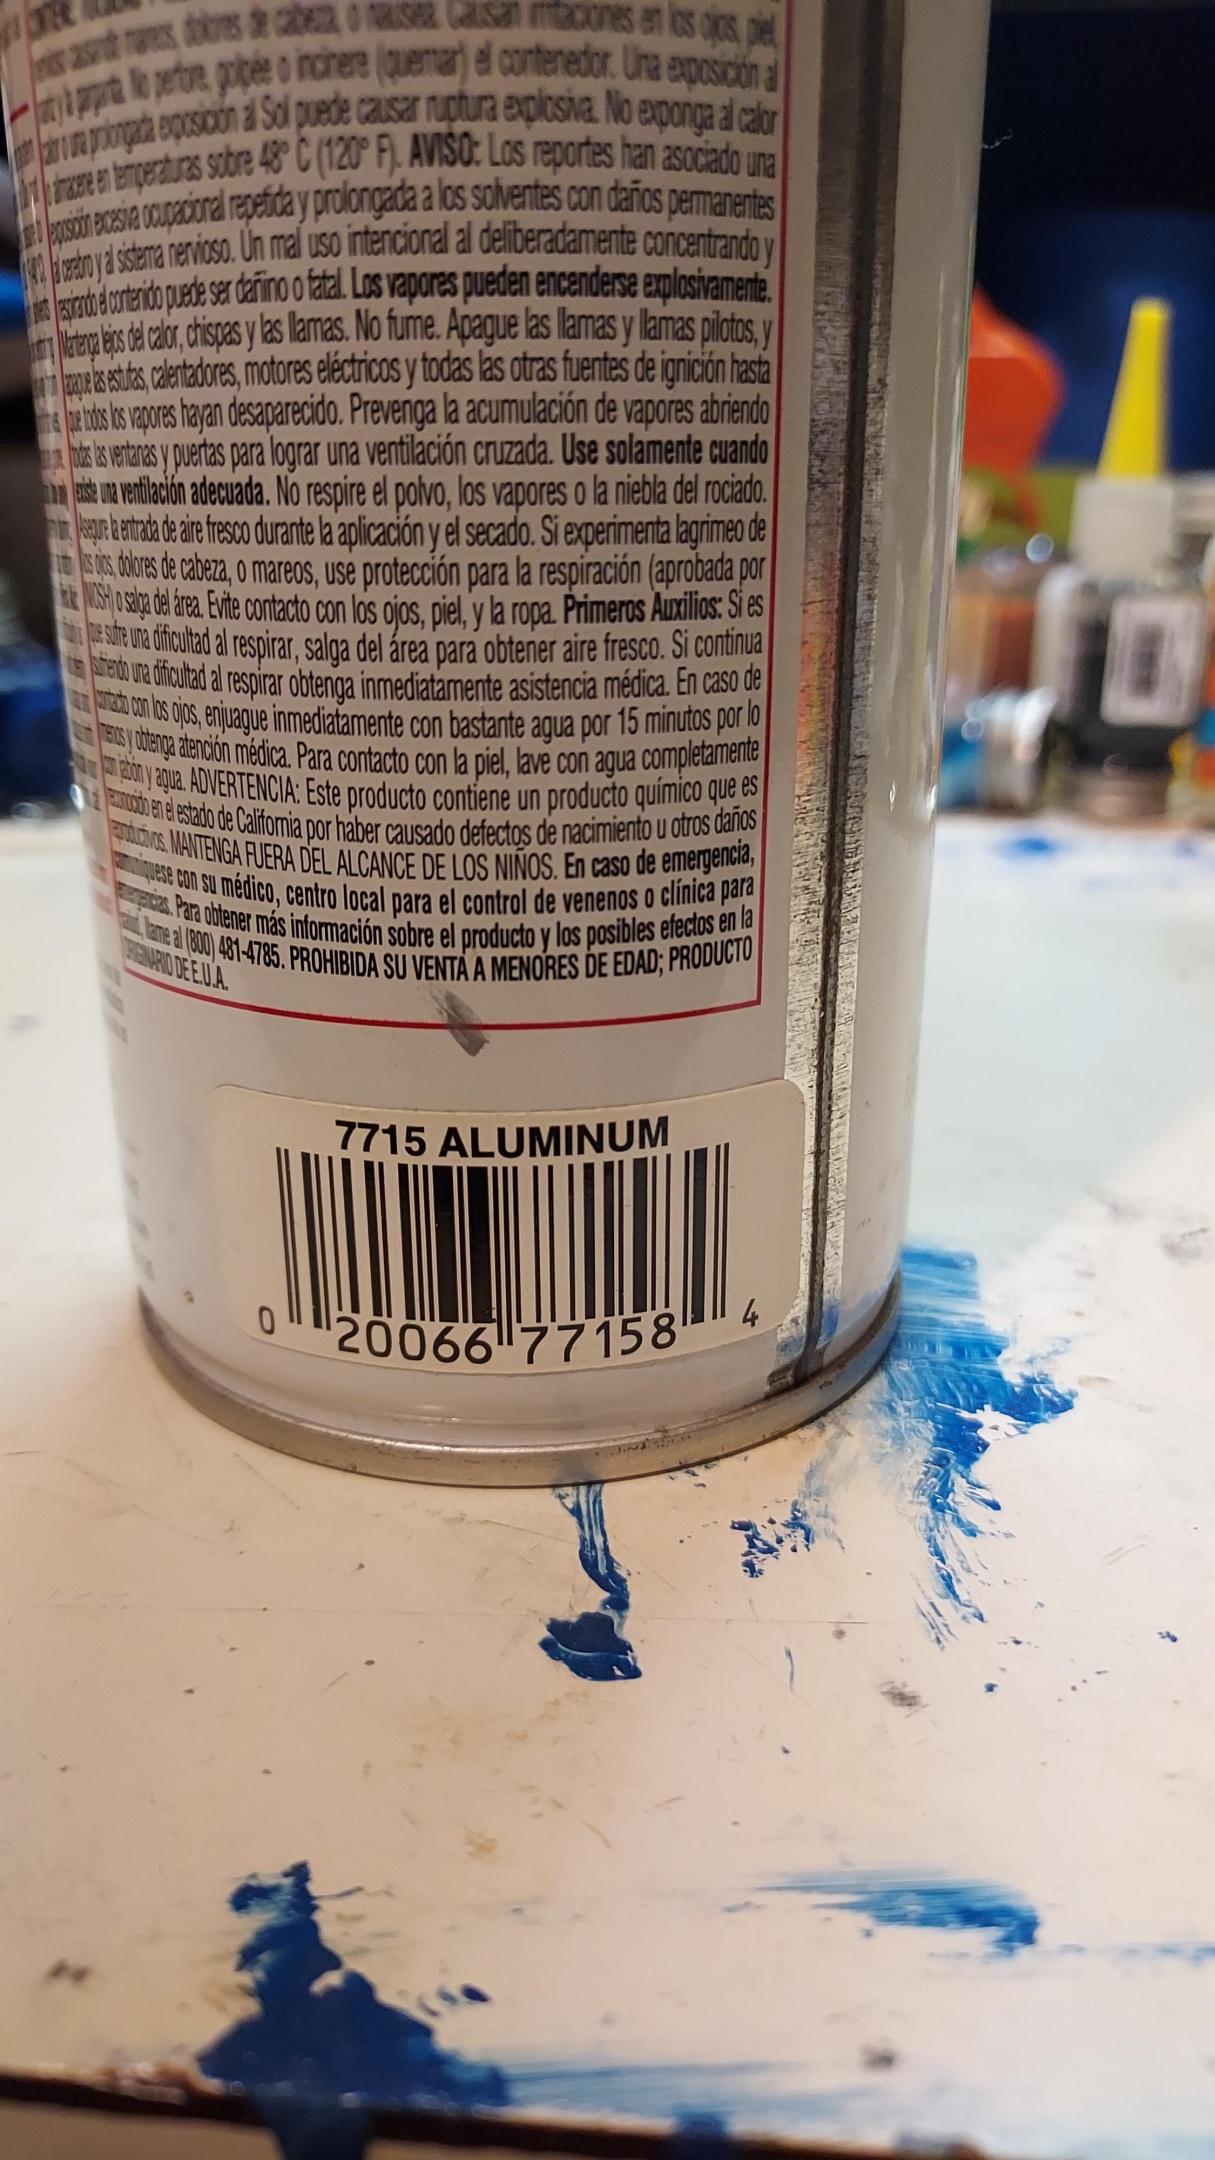 nervioso causando mareos, dolores de cabeza, o nausea. Causan irritaciones en los ojos, piel,
y la garganta. No perfore, golpée o incinere (quemar) el contenedor. Una exposición al
calor o una prolongada exposición al Sol puede causar ruptura explosiva. No exponga al calor
o almacene en temperaturas sobre 48° C (120° F). AVISO: Los reportes han asociado una
exposición excesiva ocupacional repetida y prolongada a los solventes con daños permanentes
al cerebro y al sistema nervioso. Un mal uso intencional al deliberadamente concentrando y
respirando el contenido puede ser dañino o fatal. Los vapores pueden encenderse explosivamente.
Mantenga lejos del calor, chispas y las llamas. No fume. Apague las llamas y llamas pilotos, y
apague las estufas, calentadores, motores eléctricos y todas las otras fuentes de ignición hasta
que todos los vapores hayan desaparecido. Prevenga la acumulación de vapores abriendo
todas las ventanas y puertas para lograr una ventilación cruzada. Use solamente cuando
existe una ventilación adecuada. No respire el polvo, los vapores o la niebla del rociado.
Asegure la entrada de aire fresco durante la aplicación y el secado. Si experimenta lagrimeo de
los ojos, dolores de cabeza, o mareos, use protección para la respiración (aprobada por
NIOSH) o salga del área. Evite contacto con los ojos, piel, y la ropa. Primeros Auxilios: Si es
que sufre una dificultad al respirar, salga del área para obtener aire fresco. Si continua
sufriendo una dificultad al respirar obtenga inmediatamente asistencia médica. En caso de
contacto con los ojos, enjuague inmediatamente con bastante agua por 15 minutos por lo
menos y obtenga atención médica. Para contacto con la piel, lave con agua completamente
con jabón y agua. ADVERTENCIA: Este producto contiene un producto químico que es
reconocido en el estado de California por haber causado defectos de nacimiento u otros daños
reproductivos. MANTENGA FUERA DEL ALCANCE DE LOS NIÑOS. En caso de emergencia,
comuníquese con su médico, centro local para el control de venenos o clínica para
emergencias. Para obtener más información sobre el producto y los posibles efectos en la
salud, llame al (800) 481-4785. PROHIBIDA SU VENTA A MENORES DE EDAD; PRODUCTO
ORIGINARIO DE E.U.A.
7715 ALUMINUM
0 20066 77158 4